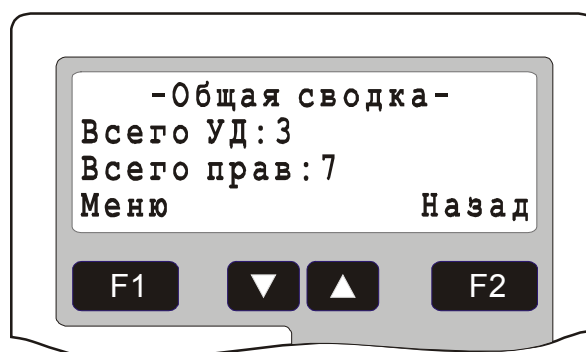 -Общая сводка-
Всего УД:3
Всего прав:7
Меню Назад
F1 ▼ ▲ F2